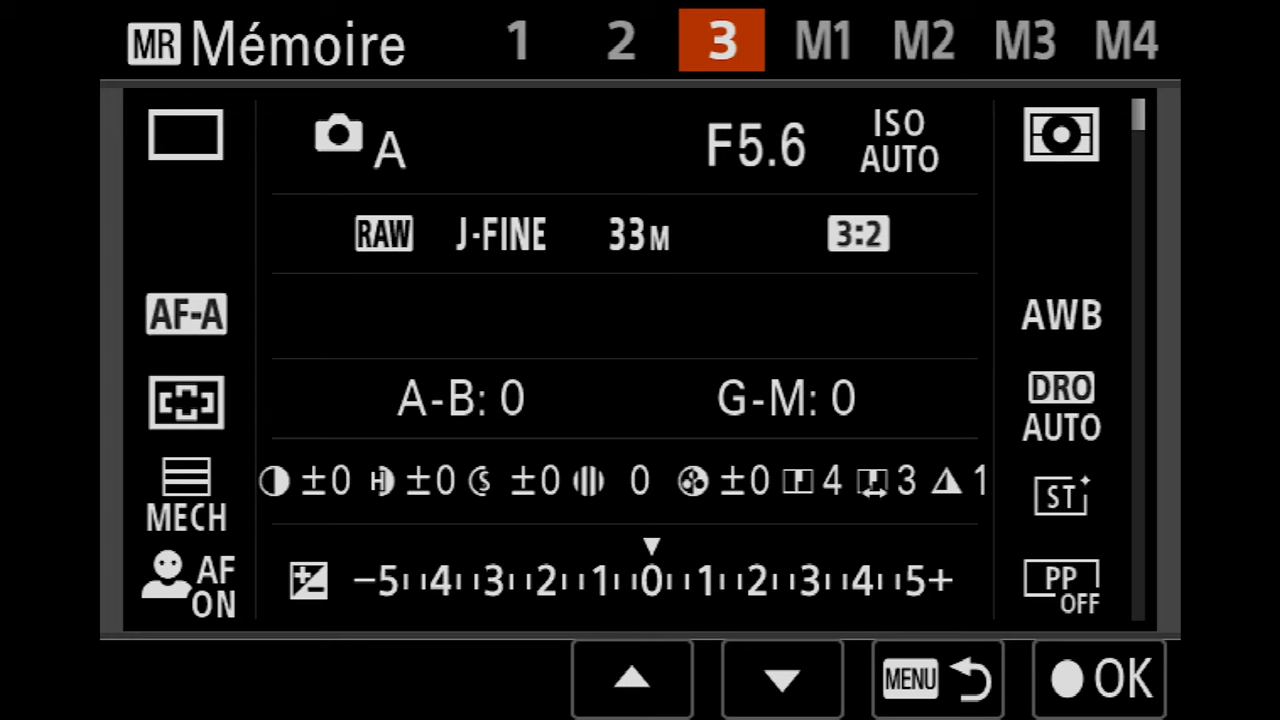 MR Mémoire 1 2 3 M1 M2 M3 M4
A F5.6 ISO AUTO
RAW J-FINE 33M 3:2
AF-A AWB
A-B: 0 G-M: 0
DRO AUTO
MECH
±0 H ±0 S ±0 0 ±0 4 3 1
ST
AF ON
−5 4 3 2 1 0 1 2 3 4 5+
PP OFF
MENU OK